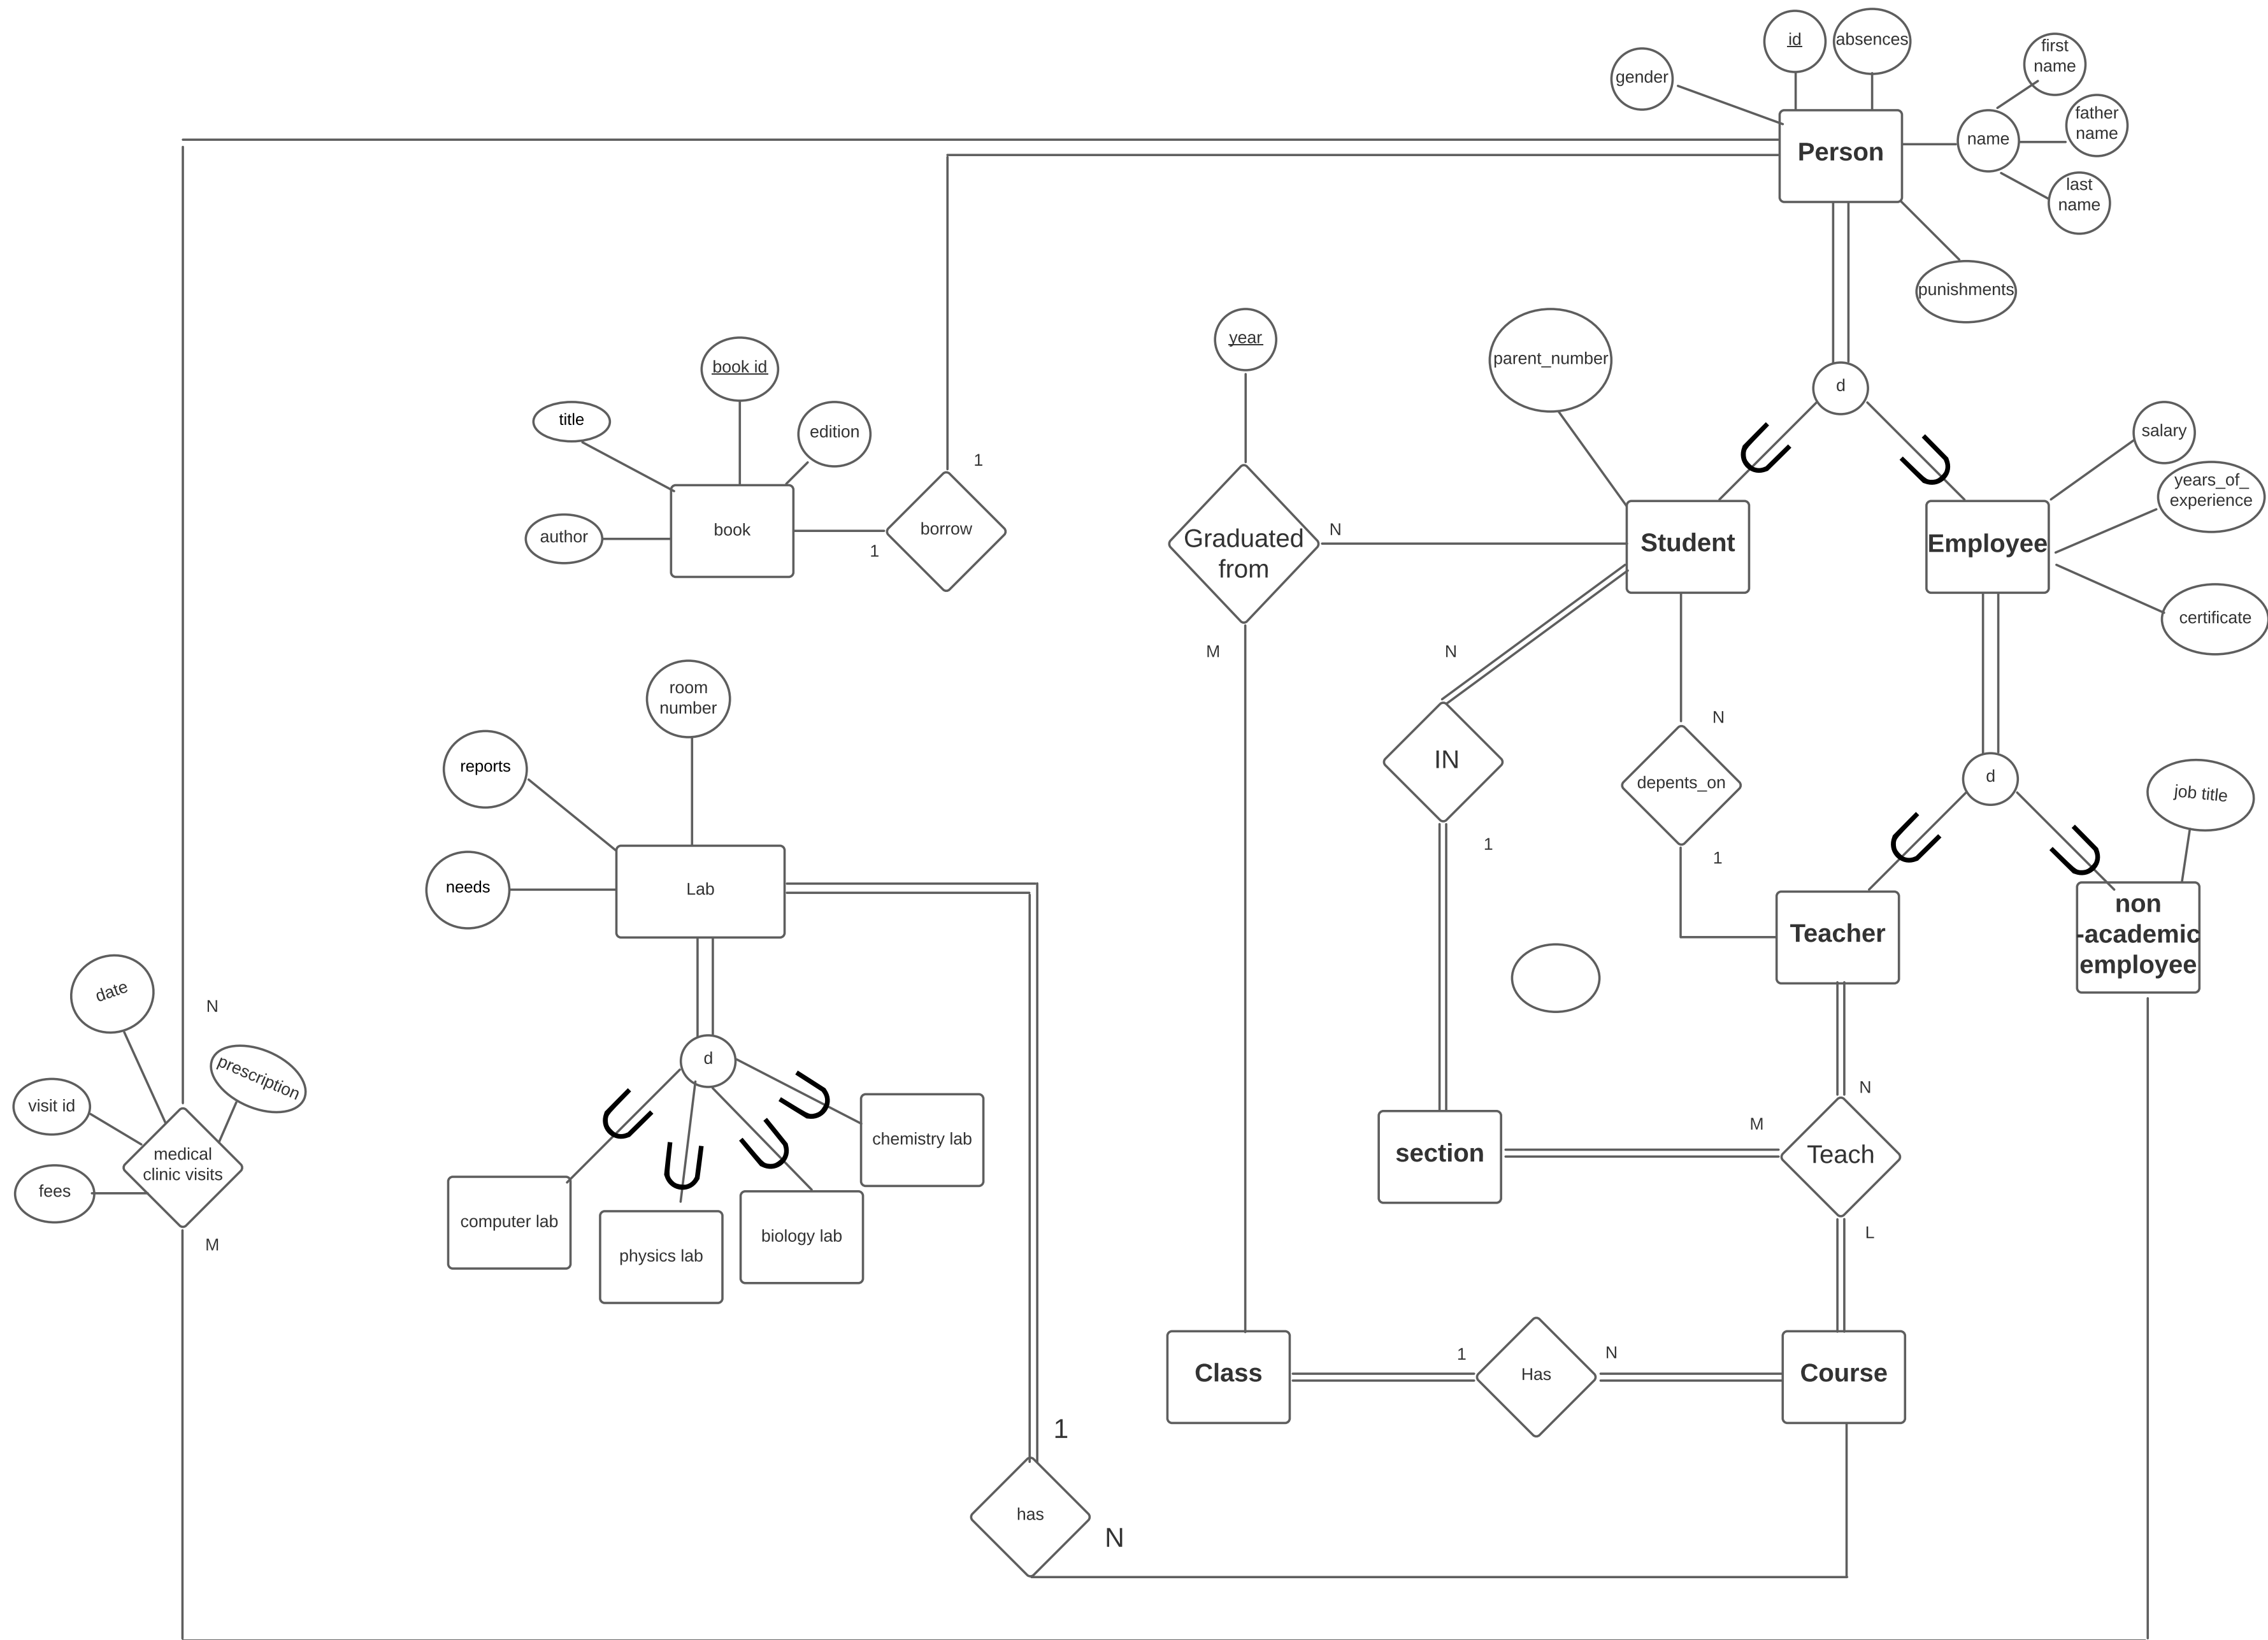 id
absences
first
name
gender
father
name
name
Person
last
name
punishments
year
parent_number
book id
d
title
edition
salary
1
years_of_
experience
author
book
borrow
N
Graduated
from
Student
Employee
1
certificate
M
N
room
number
N
reports
IN
depents_on
d
job title
1
1
needs
Lab
Teacher
non
-academic
employee
date
N
prescription
d
visit id
N
chemistry lab
M
medical
clinic visits
section
Teach
fees
computer lab
biology lab
physics lab
L
M
1
N
Class
Has
Course
1
has
N